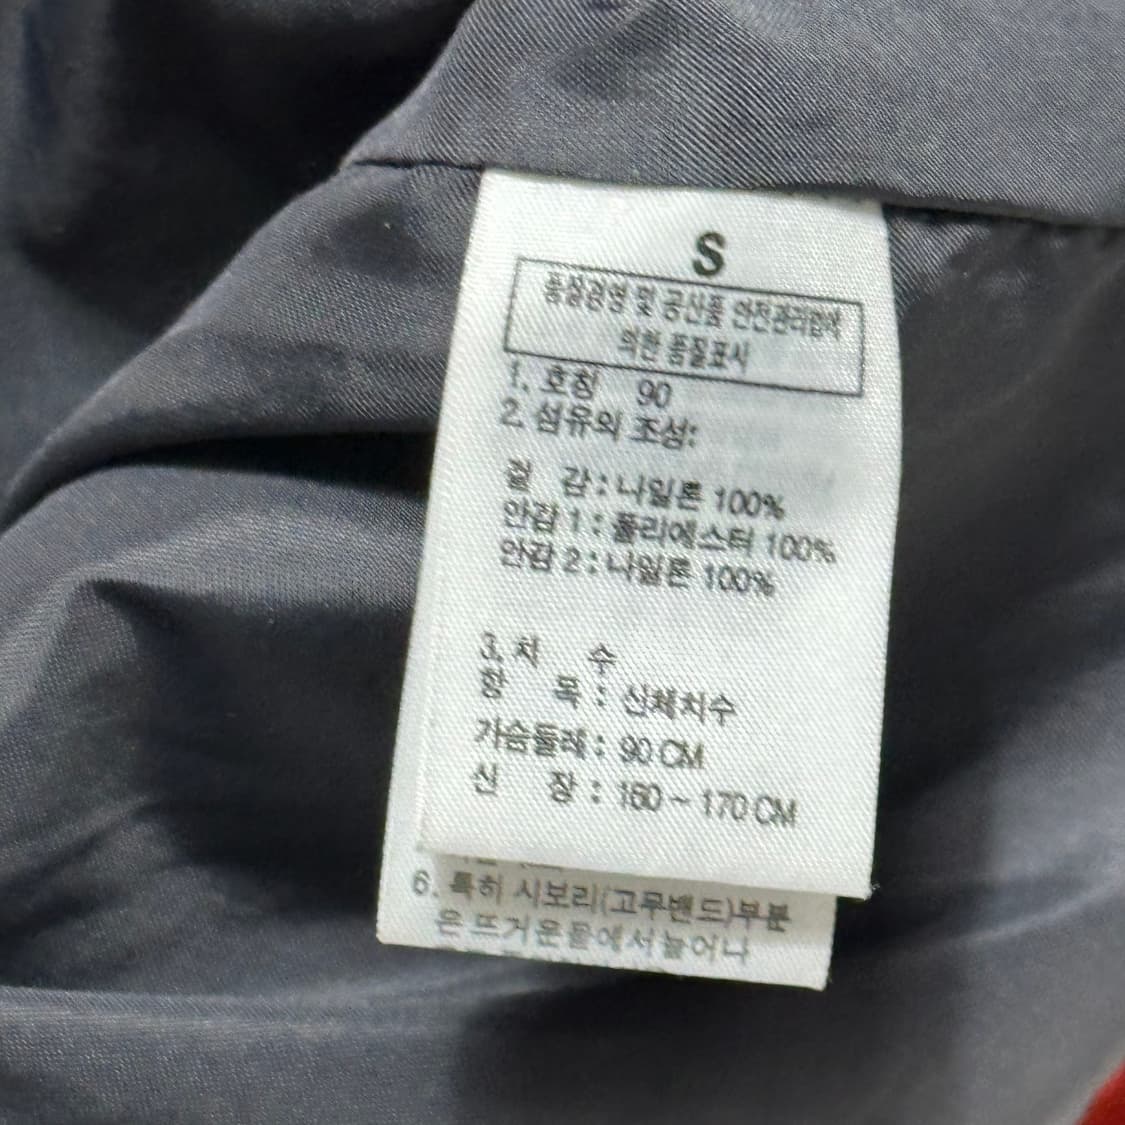 S
품질경영 및 공산품 안전관리법에
의한 품질표시
1. 호칭 90
2. 섬유의 조성:
겉 감 : 나일론 100%
안감 1 : 폴리에스터 100%
안감 2 : 나일론 100%
3. 치 수
항 목 : 신체치수
가슴둘레 : 90 CM
신 장 : 160 ~ 170 CM
6. 특히 시보리(고무밴드)부분
은 뜨거운물에서늘어나